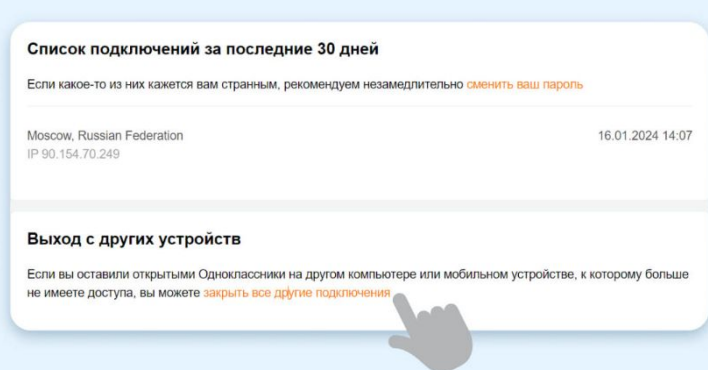 Список подключений за последние 30 дней
Если какое-то из них кажется вам странным, рекомендуем незамедлительно сменить ваш пароль
Moscow, Russian Federation
16.01.2024 14:07
IP 90.154.70.249
Выход с других устройств
Если вы оставили открытыми Одноклассники на другом компьютере или мобильном устройстве, к которому больше
не имеете доступа, вы можете закрыть все другие подключения